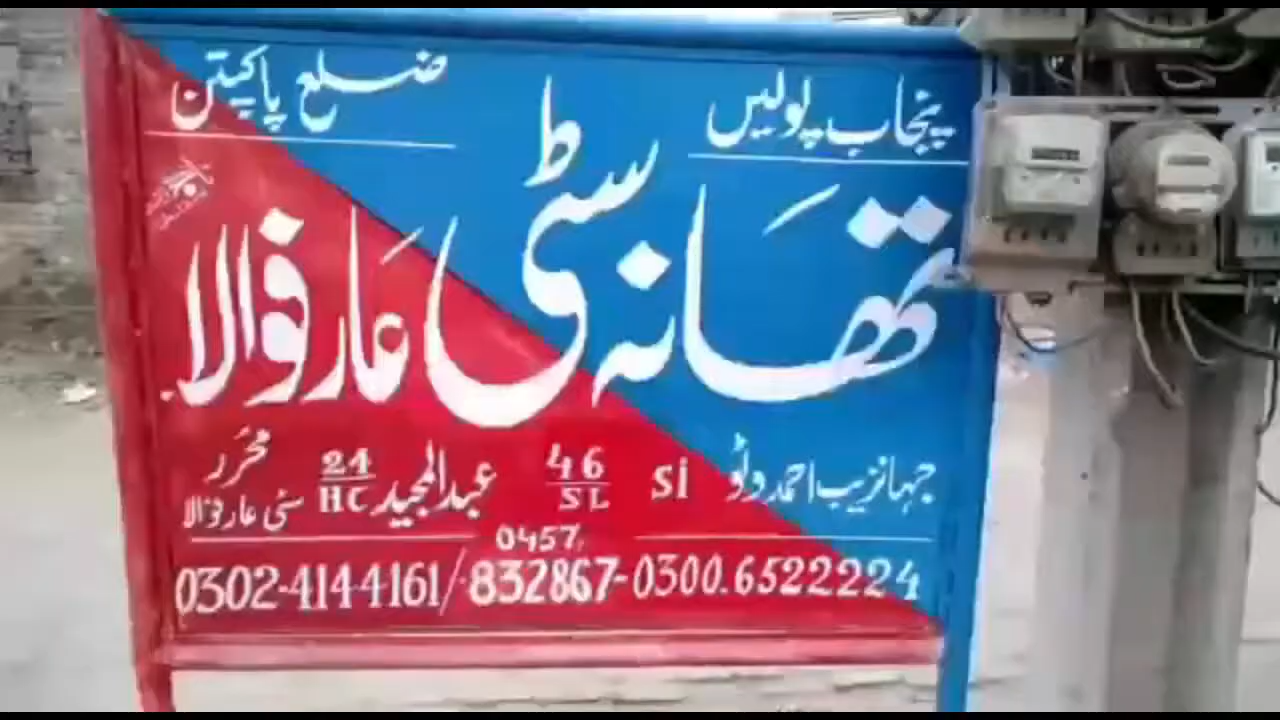 پنجاب پولیس ضلع پاکپتن
تھانہ سٹی عارفوالا
جہانزیب احمد وٹو Si 46/SL عبدالمجید 24/HC محرر
سٹی عارفوالا
0457
0302-4144161/832867-0300.6522224